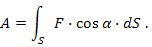 A = ∫_S F · cos α · dS .